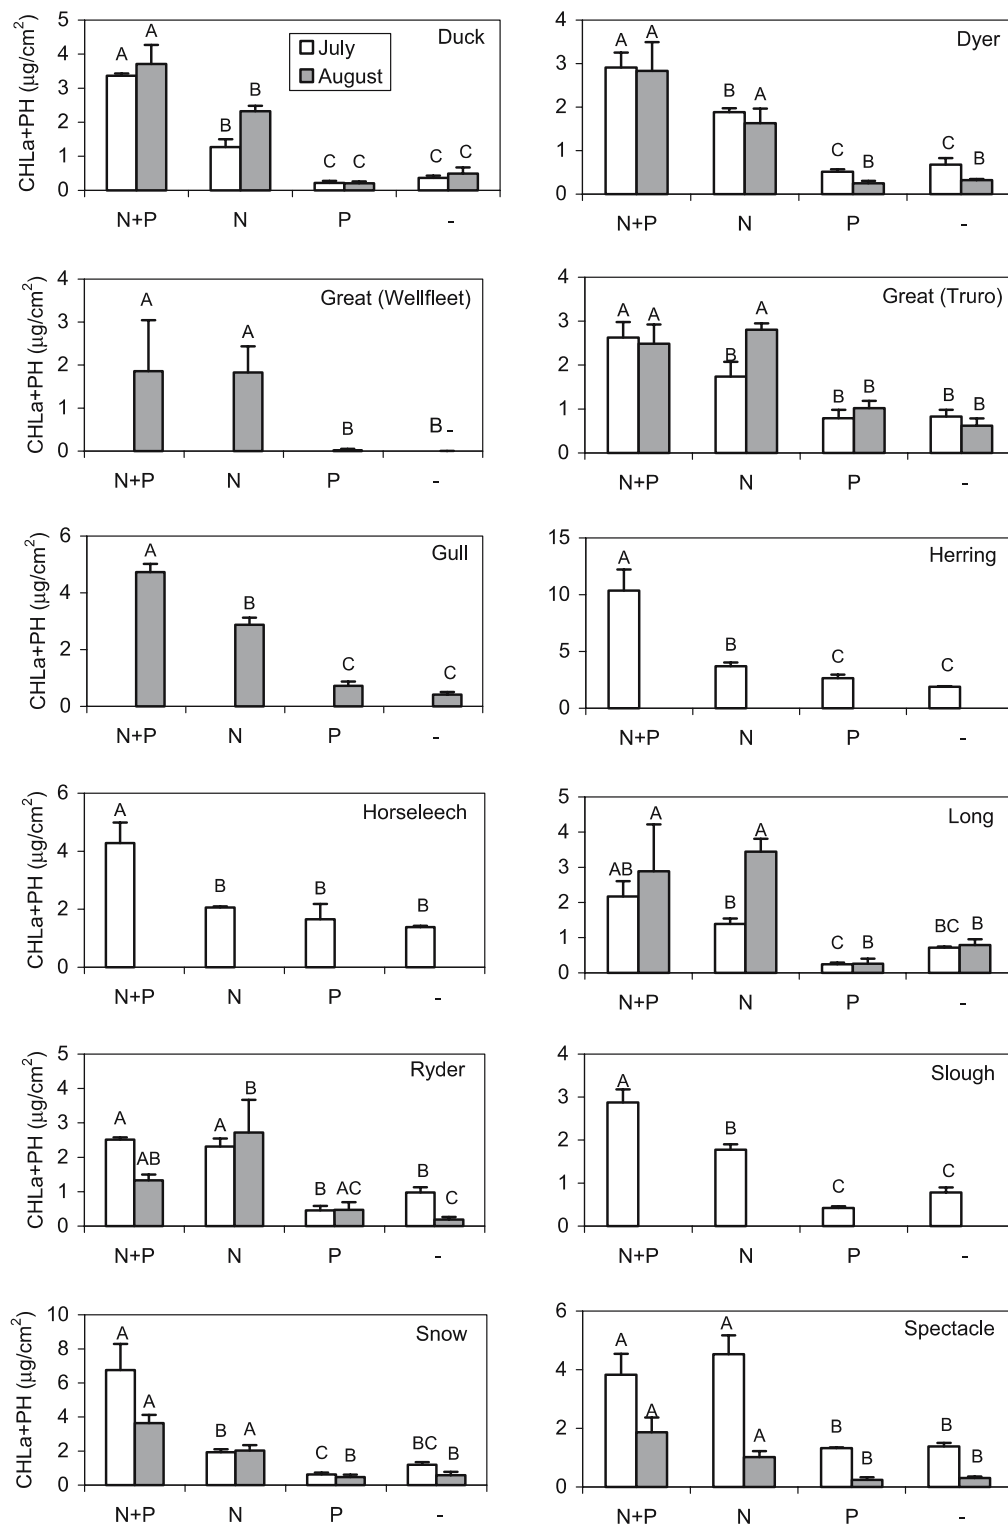 5
4
3
2
1
0
CHLa+PH (µg/cm²)
Duck
July
August
A A
B B
C C
C C
N+P N P -
4
3
2
1
0
Dyer
A A
B A
C B
C B
N+P N P -
4
3
2
1
0
CHLa+PH (µg/cm²)
Great (Wellfleet)
A A B B
N+P N P -
4
3
2
1
0
Great (Truro)
A A
B A
B B
B B
N+P N P -
6
4
2
0
CHLa+PH (µg/cm²)
Gull
A B C C
N+P N P -
15
10
5
0
Herring
A B C C
N+P N P -
6
4
2
0
CHLa+PH (µg/cm²)
Horseleech
A B B B
N+P N P -
5
4
3
2
1
0
Long
AB A
B A
C B
BC B
N+P N P -
5
4
3
2
1
0
CHLa+PH (µg/cm²)
Ryder
A AB
A B
B AC
B C
N+P N P -
4
3
2
1
0
Slough
A B C C
N+P N P -
10
8
6
4
2
0
CHLa+PH (µg/cm²)
Snow
A A
B A
C B
BC B
N+P N P -
6
4
2
0
Spectacle
A A
A A
B B
B B
N+P N P -